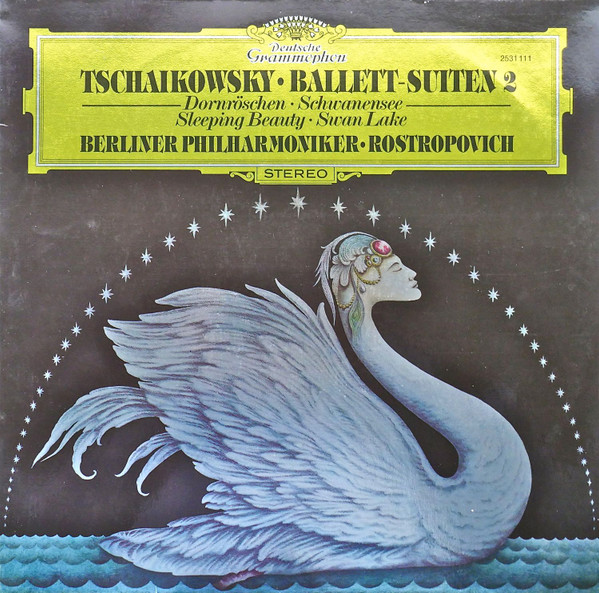 Deutsche
Grammophon
2531 111
TSCHAIKOWSKY · BALLETT-SUITEN 2
Dornröschen · Schwanensee
Sleeping Beauty · Swan Lake
BERLINER PHILHARMONIKER · ROSTROPOVICH
STEREO